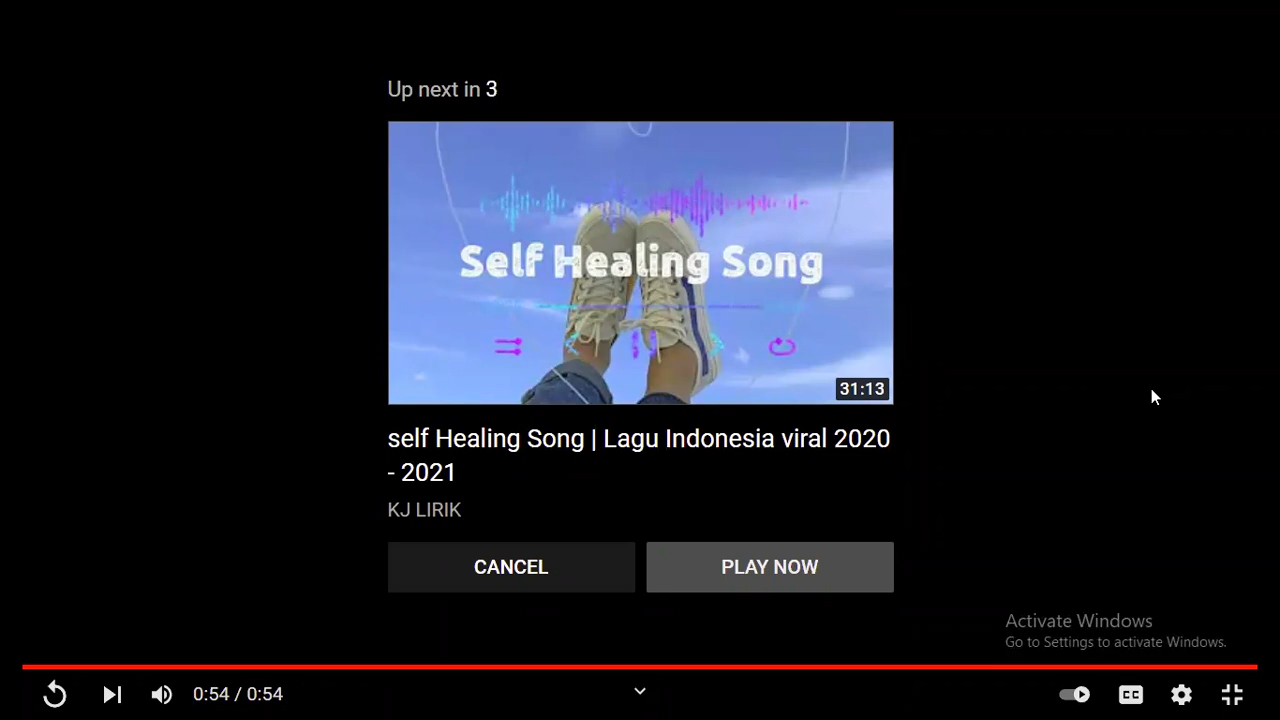 Up next in 3
Self Healing Song
31:13
self Healing Song | Lagu Indonesia viral 2020
- 2021
KJ LIRIK
CANCEL
PLAY NOW
Activate Windows
Go to Settings to activate Windows.
0:54 / 0:54
CC